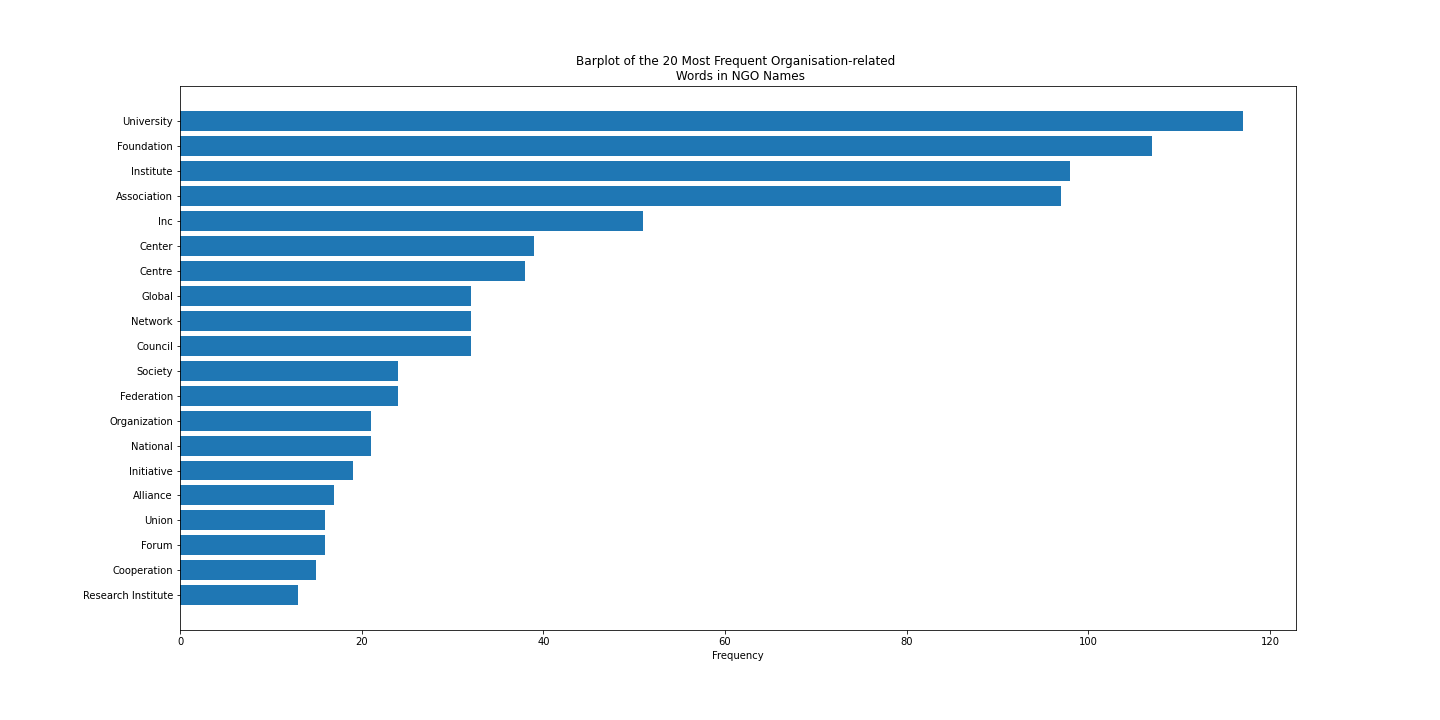 Barplot of the 20 Most Frequent Organisation-related
Words in NGO Names
University
Foundation
Institute
Association
Inc
Center
Centre
Global
Network
Council
Society
Federation
Organization
National
Initiative
Alliance
Union
Forum
Cooperation
Research Institute
0 20 40 60 80 100 120
Frequency